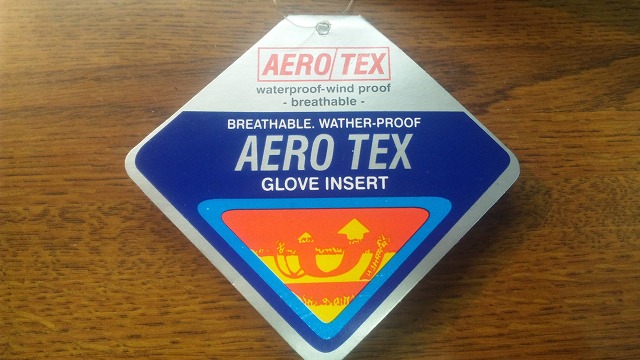 AERO TEX
waterproof-wind proof
- breathable -
BREATHABLE. WATHER-PROOF
AERO TEX
GLOVE INSERT